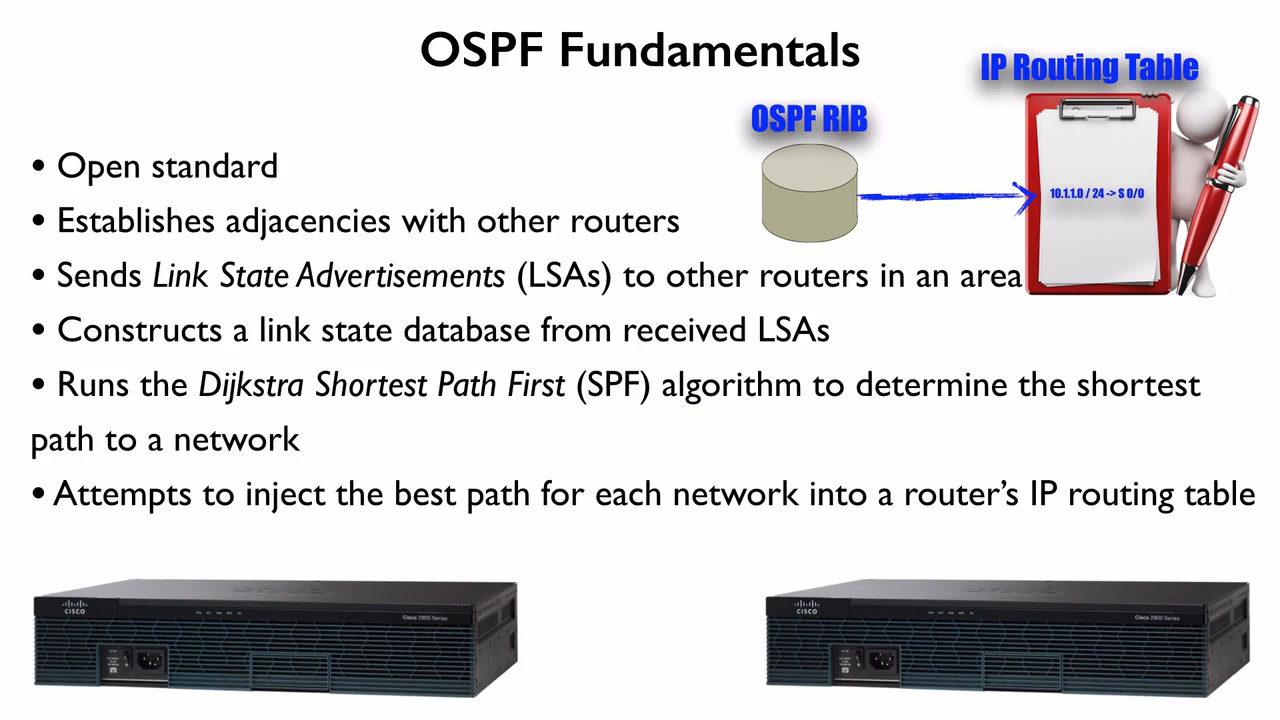 OSPF Fundamentals
IP Routing Table
OSPF RIB
10.1.1.0 / 24 -> S 0/0
• Open standard
• Establishes adjacencies with other routers
• Sends Link State Advertisements (LSAs) to other routers in an area
• Constructs a link state database from received LSAs
• Runs the Dijkstra Shortest Path First (SPF) algorithm to determine the shortest
path to a network
• Attempts to inject the best path for each network into a router’s IP routing table
CISCO
Cisco 2900 Series
CISCO
Cisco 2900 Series